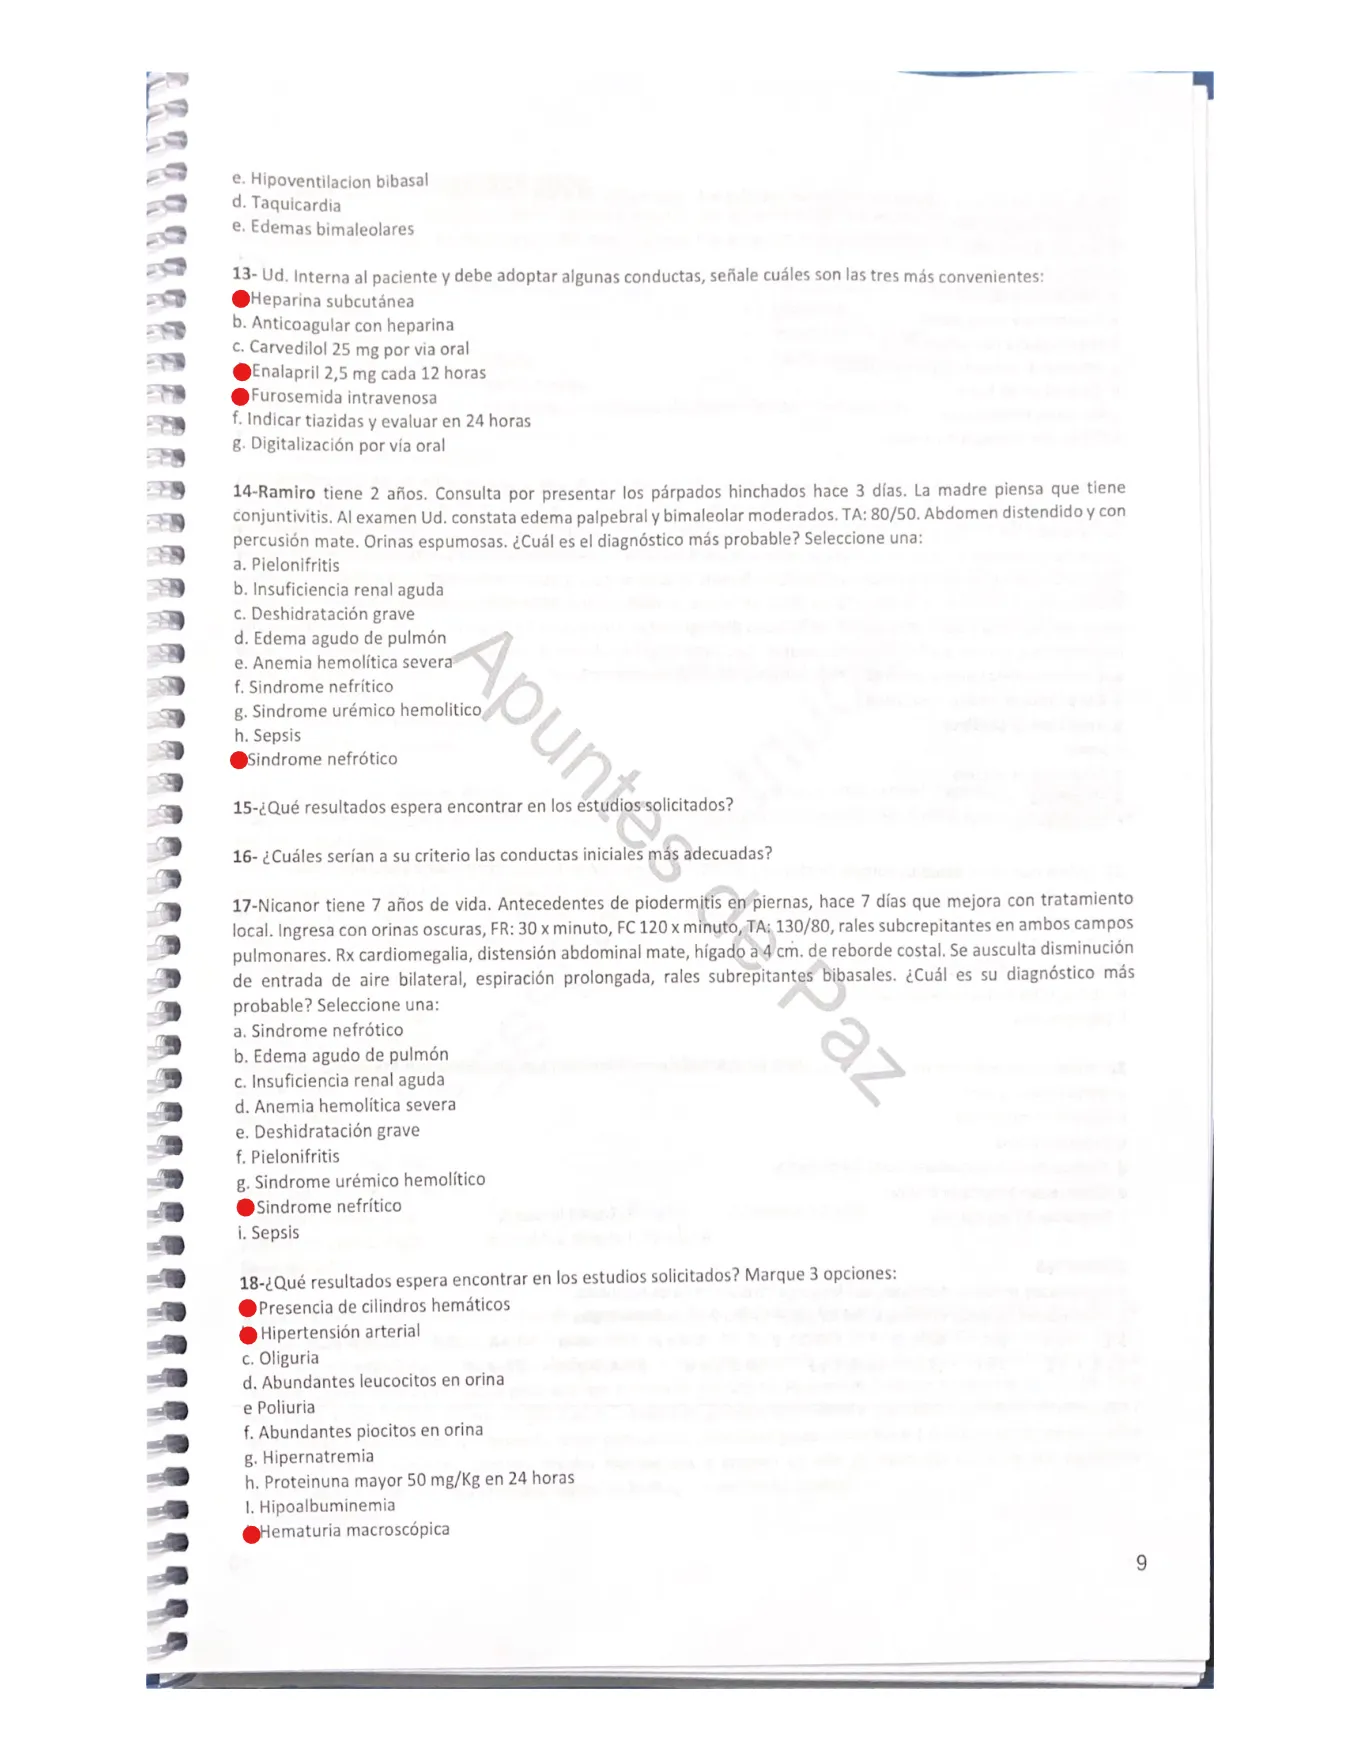 e. Hipoventilacion bibasal
d. Taquicardia
e. Edemas bimaleolares
13- Ud. Interna al paciente y debe adoptar algunas conductas, señale cuáles son las tres más convenientes:
Heparina subcutánea
b. Anticoagular con heparina
c. Carvedilol 25 mg por via oral
Enalapril 2,5 mg cada 12 horas
Furosemida intravenosa
f. Indicar tiazidas y evaluar en 24 horas
g. Digitalización por vía oral
14-Ramiro tiene 2 años. Consulta por presentar los párpados hinchados hace 3 días. La madre piensa que tiene
conjuntivitis. Al examen Ud. constata edema palpebral y bimaleolar moderados. TA: 80/50. Abdomen distendido y con
percusión mate. Orinas espumosas. ¿Cuál es el diagnóstico más probable? Seleccione una:
a. Pielonifritis
b. Insuficiencia renal aguda
c. Deshidratación grave
d. Edema agudo de pulmón
e. Anemia hemolítica severa
f. Sindrome nefrítico
g. Sindrome urémico hemolitico
h. Sepsis
Sindrome nefrótico
15-¿Qué resultados espera encontrar en los estudios solicitados?
16- ¿Cuáles serían a su criterio las conductas iniciales más adecuadas?
17-Nicanor tiene 7 años de vida. Antecedentes de piodermitis en piernas, hace 7 días que mejora con tratamiento
local. Ingresa con orinas oscuras, FR: 30 x minuto, FC 120 x minuto, TA: 130/80, rales subcrepitantes en ambos campos
pulmonares. Rx cardiomegalia, distensión abdominal mate, hígado a 4 cm. de reborde costal. Se ausculta disminución
de entrada de aire bilateral, espiración prolongada, rales subrepitantes bibasales. ¿Cuál es su diagnóstico más
probable? Seleccione una:
a. Sindrome nefrótico
b. Edema agudo de pulmón
c. Insuficiencia renal aguda
d. Anemia hemolítica severa
e. Deshidratación grave
f. Pielonifritis
g. Sindrome urémico hemolítico
Sindrome nefrítico
i. Sepsis
18-¿Qué resultados espera encontrar en los estudios solicitados? Marque 3 opciones:
Presencia de cilindros hemáticos
Hipertensión arterial
c. Oliguria
d. Abundantes leucocitos en orina
e Poliuria
f. Abundantes piocitos en orina
g. Hipernatremia
h. Proteinuna mayor 50 mg/Kg en 24 horas
I. Hipoalbuminemia
Hematuria macroscópica
9
Apuntes de Paz